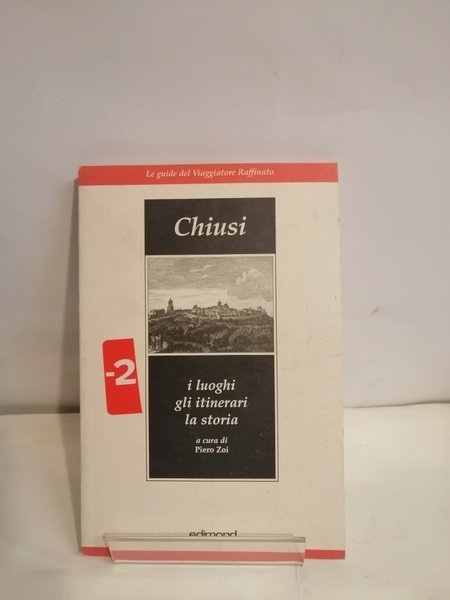 Le guide del Viaggiatore Raffinato
Chiusi
-2
i luoghi
gli itinerari
la storia
a cura di
Piero Zoi
edimond